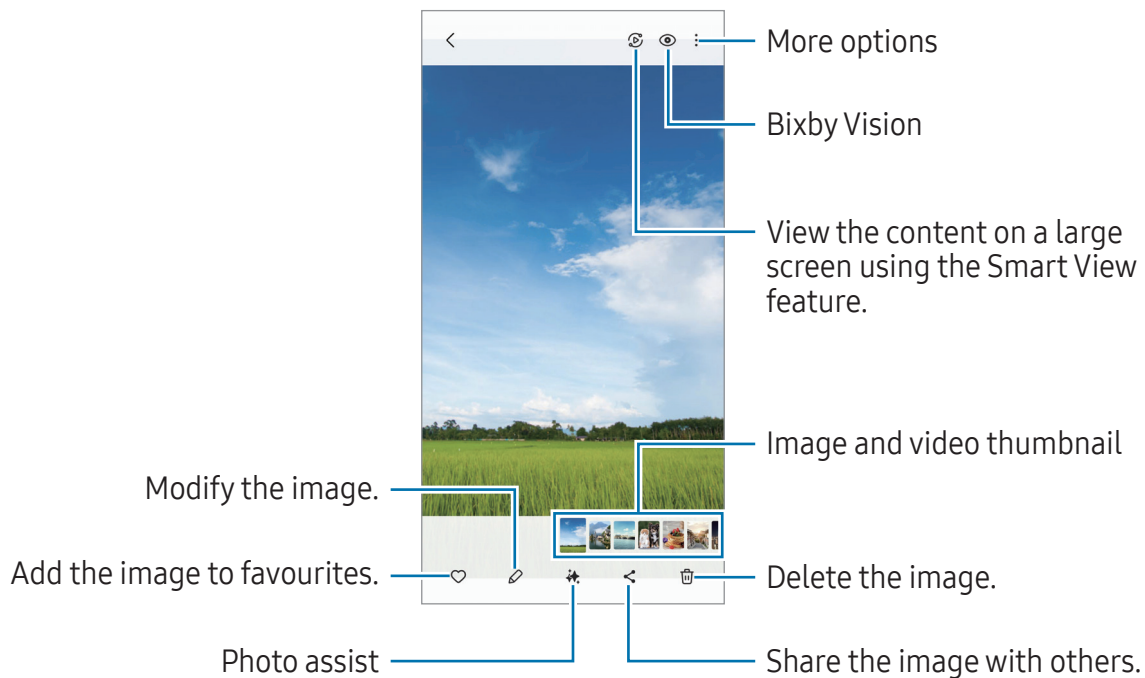 More options
Bixby Vision
View the content on a large
screen using the Smart View
feature.
Image and video thumbnail
Modify the image.
Add the image to favourites.
Delete the image.
Photo assist
Share the image with others.